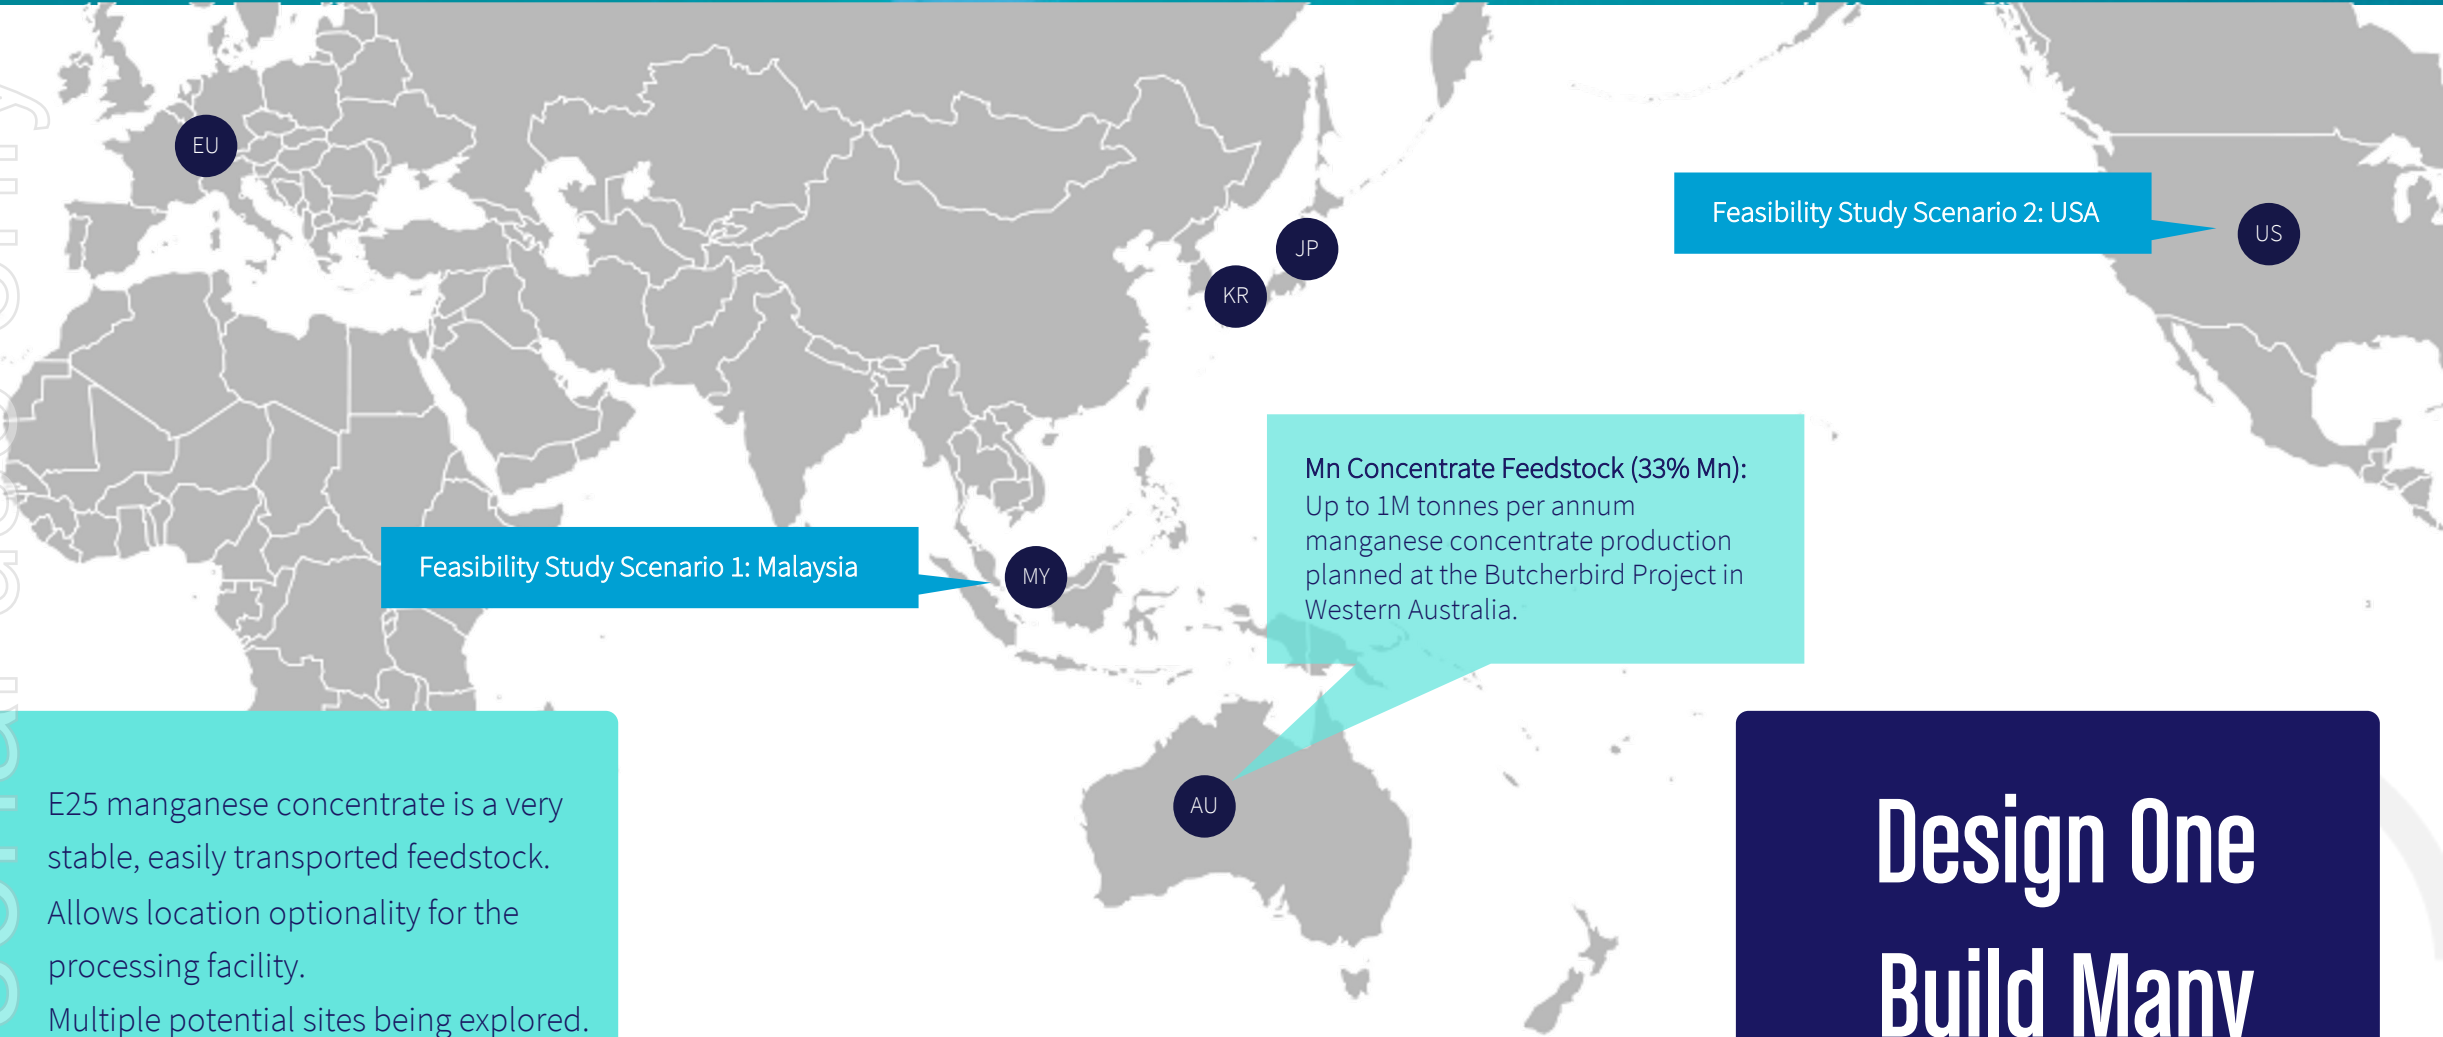 EU
JP
KR
Feasibility Study Scenario 2: USA
US
Mn Concentrate Feedstock (33% Mn):
Up to 1M tonnes per annum
manganese concentrate production
planned at the Butcherbird Project in
Western Australia.
Feasibility Study Scenario 1: Malaysia
MY
AU
E25 manganese concentrate is a very
stable, easily transported feedstock.
Allows location optionality for the
processing facility.
Multiple potential sites being explored.
Design One
Build Many